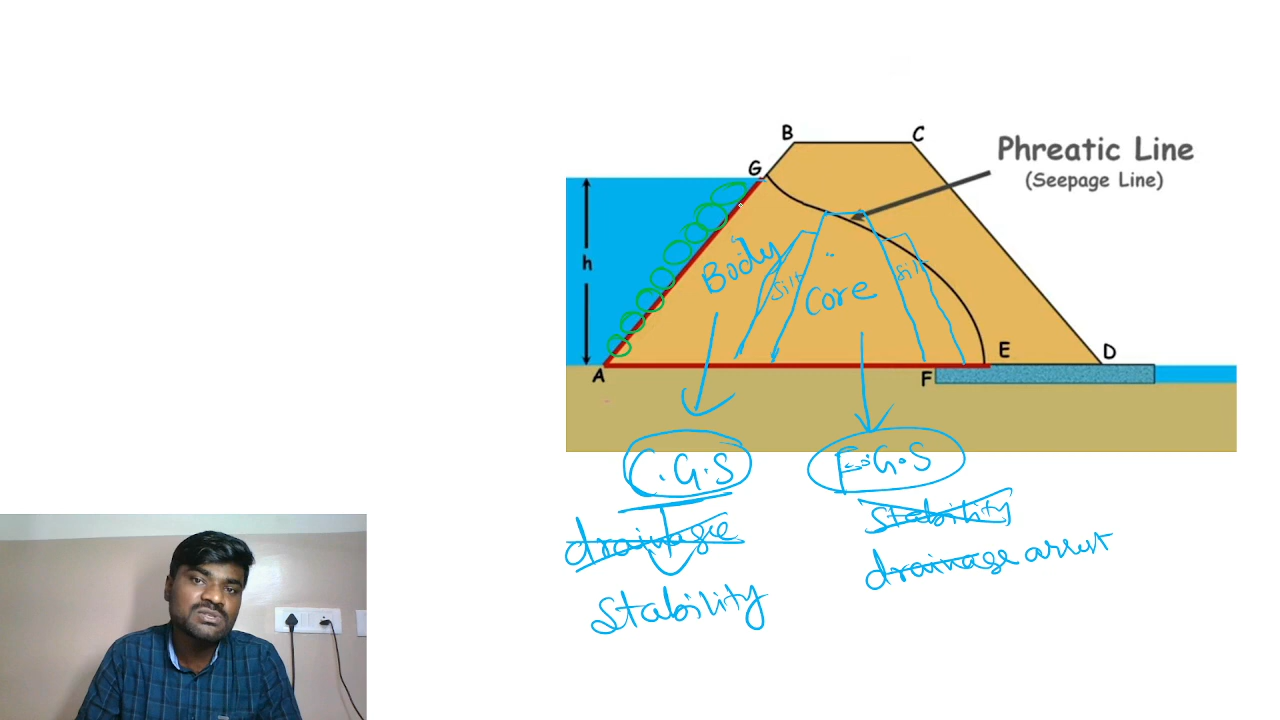 B
C
Phreatic Line
(Seepage Line)
G
h
Body
Silt
Core
Silt
A
F
E
D
C.G.S
F.G.S
drainage
Stability
Stability
drainage arrest